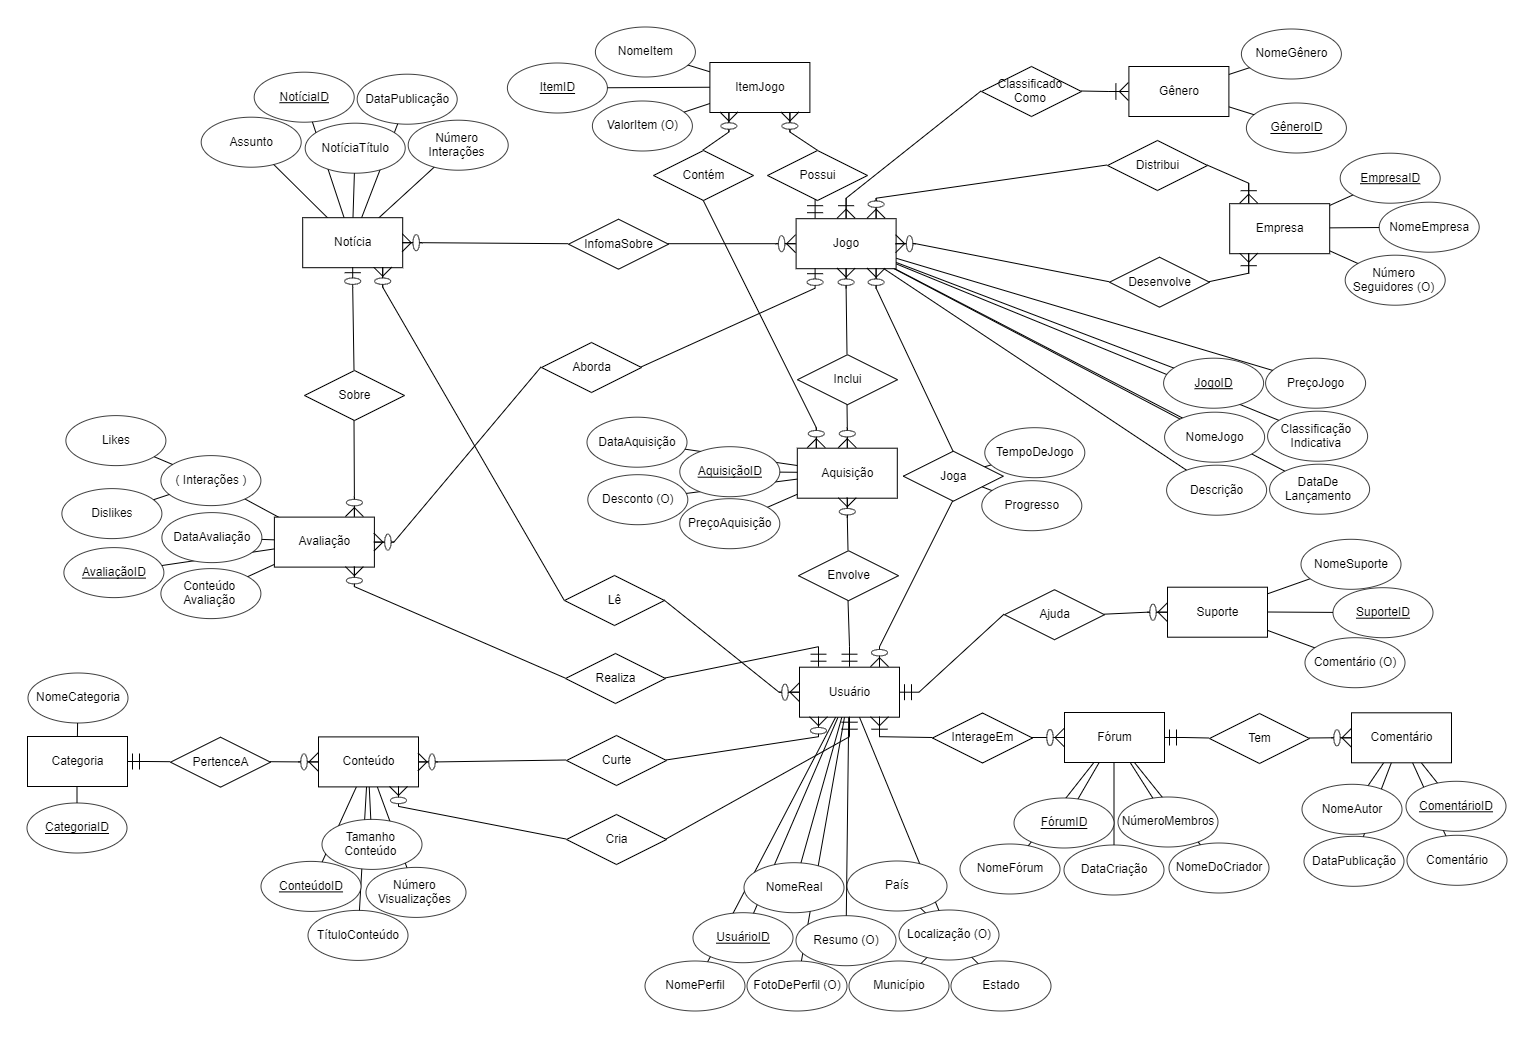 NomeItem
ItemID
ValorItem (O)
ItemJogo
Classificado
Como
Gênero
NomeGênero
GêneroID
NotíciaID
DataPublicação
Assunto
NotíciaTítulo
Número
Interações
Contém
Possui
Distribui
EmpresaID
NomeEmpresa
Número
Seguidores (O)
Empresa
Notícia
InfomaSobre
Jogo
Desenvolve
Sobre
Aborda
Inclui
JogoID
PreçoJogo
NomeJogo
Classificação
Indicativa
Descrição
DataDe
Lançamento
Likes
( Interações )
Dislikes
DataAvaliação
AvaliaçãoID
Conteúdo
Avaliação
Avaliação
DataAquisição
AquisiçãoID
Desconto (O)
PreçoAquisição
Aquisição
Joga
TempoDeJogo
Progresso
Lê
Envolve
Ajuda
Suporte
NomeSuporte
SuporteID
Comentário (O)
Realiza
Usuário
NomeCategoria
Categoria
CategoriaID
PertenceA
Conteúdo
Curte
Cria
InterageEm
Fórum
Tem
Comentário
Tamanho
Conteúdo
ConteúdoID
Número
Visualizações
TítuloConteúdo
FórumID
NúmeroMembros
NomeFórum
DataCriação
NomeDoCriador
NomeAutor
ComentárioID
DataPublicação
Comentário
NomeReal
País
UsuárioID
Resumo (O)
Localização (O)
NomePerfil
FotoDePerfil (O)
Município
Estado